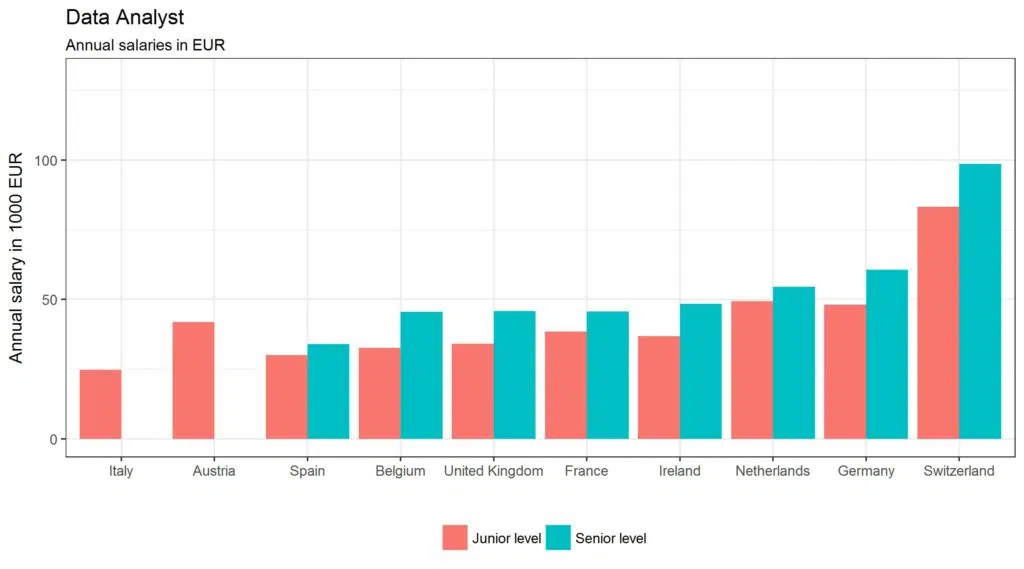 Data Analyst
Annual salaries in EUR
Annual salary in 1000 EUR
100
50
0
Italy Austria Spain Belgium United Kingdom France Ireland Netherlands Germany Switzerland
Junior level Senior level